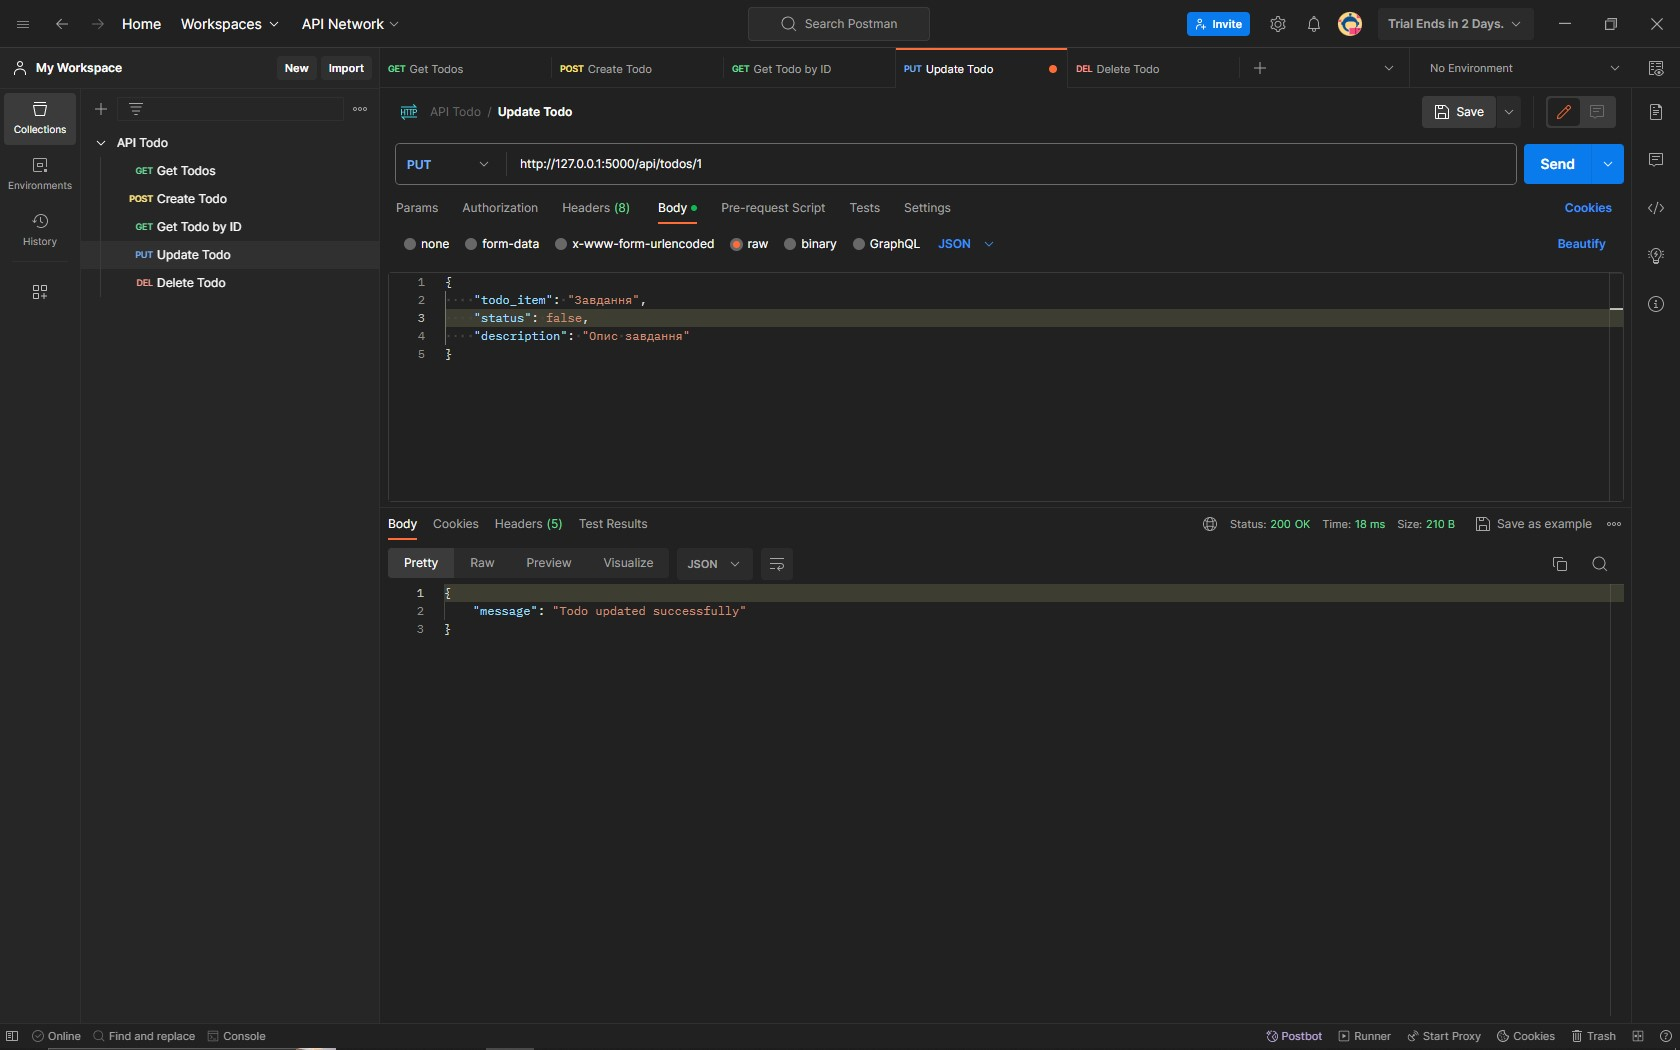 Home Workspaces API Network Search Postman Invite Trial Ends in 2 Days.
My Workspace New Import
GET Get Todos POST Create Todo GET Get Todo by ID PUT Update Todo DEL Delete Todo No Environment
Collections
Environments
History
API Todo
GET Get Todos
POST Create Todo
GET Get Todo by ID
PUT Update Todo
DEL Delete Todo
HTTP API Todo / Update Todo Save
PUT http://127.0.0.1:5000/api/todos/1 Send
Params Authorization Headers (8) Body Pre-request Script Tests Settings Cookies
none form-data x-www-form-urlencoded raw binary GraphQL JSON Beautify
1 {
2 "todo_item": "Завдання",
3 "status": false,
4 "description": "Опис завдання"
5 }
Body Cookies Headers (5) Test Results Status: 200 OK Time: 18 ms Size: 210 B Save as example
Pretty Raw Preview Visualize JSON
1 {
2 "message": "Todo updated successfully"
3 }
Online Find and replace Console Postbot Runner Start Proxy Cookies Trash